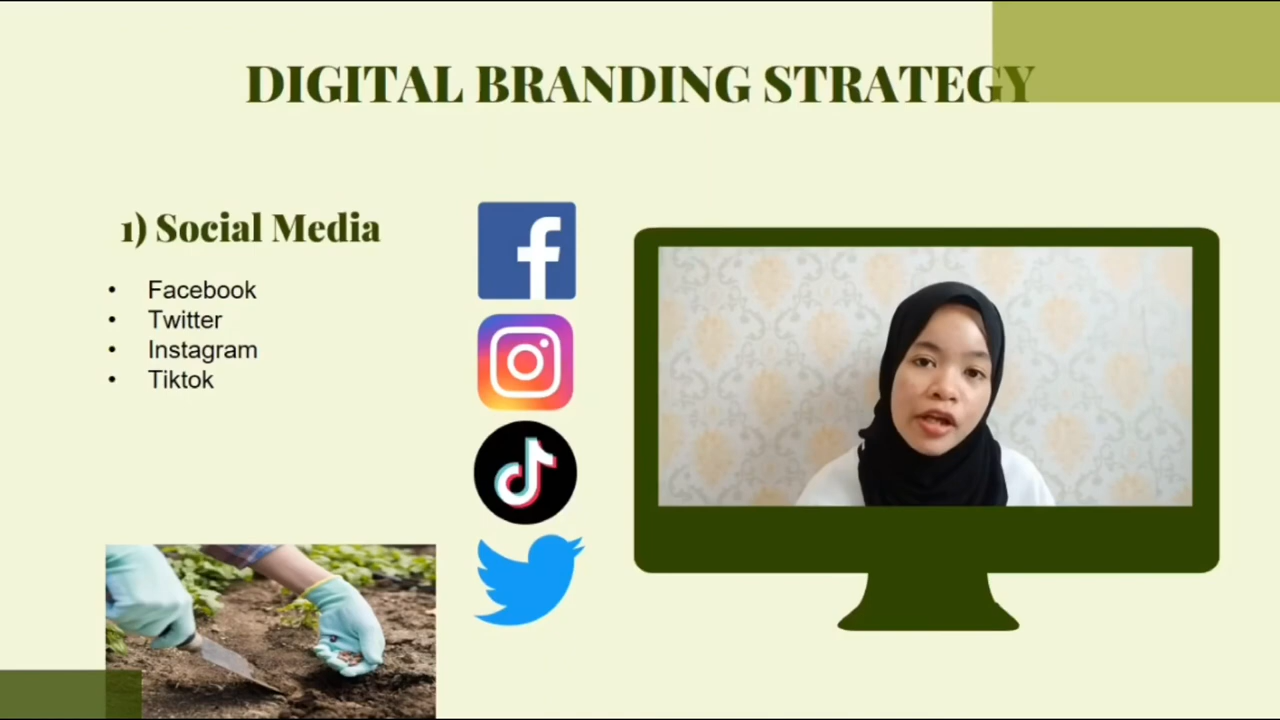 DIGITAL BRANDING STRATEGY
1) Social Media
• Facebook
• Twitter
• Instagram
• Tiktok